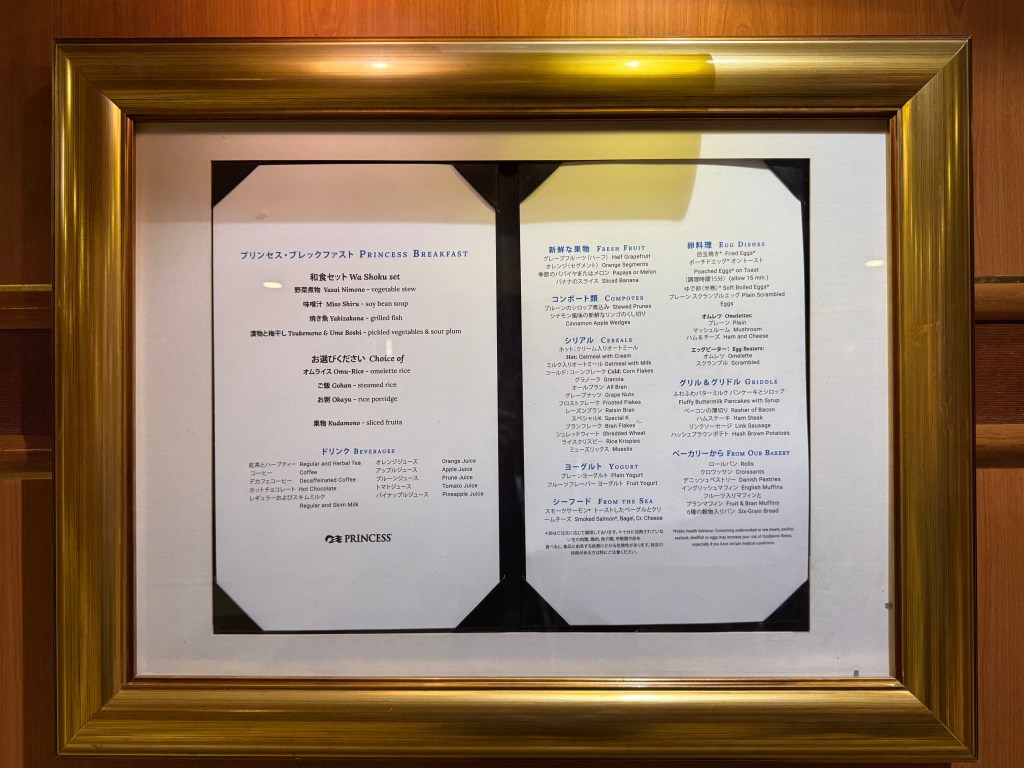 プリンセス・ブレックファスト PRINCESS BREAKFAST
和食セット Wa Shoku set
野菜煮物 Yasai Nimono - vegetable stew
味噌汁 Miso Shiru - soy bean soup
焼き魚 Yakizakana - grilled fish
漬物と梅干し Tsukemono & Ume Boshi - pickled vegetables & sour plum
お選びください Choice of
オムライス Omu-Rice - omelette rice
ご飯 Gohan - steamed rice
お粥 Okayu - rice porridge
果物 Kudamono - sliced fruits
ドリンク BEVERAGES
紅茶とハーブティー Regular and Herbal Tea
コーヒー Coffee
デカフェコーヒー Decaffeinated Coffee
ホットチョコレート Hot Chocolate
レギュラーおよびスキムミルク
Regular and Skim Milk
オレンジジュース Orange Juice
アップルジュース Apple Juice
プルーンジュース Prune Juice
トマトジュース Tomato Juice
パイナップルジュース Pineapple Juice
PRINCESS
新鮮な果物 FRESH FRUIT
グレープフルーツ(ハーフ) Half Grapefruit
オレンジ(セグメント) Orange Segments
季節のパパイヤまたはメロン Papaya or Melon
バナナのスライス Sliced Banana
コンポート類 COMPOTES
プルーンのシロップ煮込み Stewed Prunes
シナモン風味の新鮮なリンゴのくし切り
Cinnamon Apple Wedges
シリアル CEREALS
ホット:クリーム入りオートミール
Hot: Oatmeal with Cream
ミルク入りオートミール Oatmeal with Milk
コールド:コーンフレーク Cold: Corn Flakes
グラノーラ Granola
オールブラン All Bran
グレープナッツ Grape Nuts
フロストフレーク Frosted Flakes
レーズンブラン Raisin Bran
スペシャルK Special K
ブランフレーク Bran Flakes
シュレッドウィート Shredded Wheat
ライスクリスピー Rice Krispies
ミューズリックス Mueslix
ヨーグルト YOGURT
プレーンヨーグルト Plain Yogurt
フルーツフレーバーヨーグルト Fruit Yogurt
シーフード FROM THE SEA
スモークサーモン* トーストしたベーグルとクリ
ームチーズ Smoked Salmon*, Bagel, Cr. Cheese
卵料理 EGG DISHES
目玉焼き* Fried Eggs*
ポーチドエッグ* オン トースト
Poached Eggs* on Toast
(調理時間15分) (allow 15 min.)
ゆで卵(半熟)* Soft Boiled Eggs*
プレーン スクランブルエッグ Plain Scrambled
Eggs
オムレツ Omelettes:
プレーン Plain
マッシュルーム Mushroom
ハム&チーズ Ham and Cheese
エッグビーター: Egg Beaters:
オムレツ Omelette
スクランブル Scrambled
グリル&グリドル GRIDDLE
ふわふわバターミルク パンケーキとシロップ
Fluffy Buttermilk Pancakes with Syrup
ベーコンの薄切り Rasher of Bacon
ハムステーキ Ham Steak
リンクソーセージ Link Sausage
ハッシュブラウンポテト Hash Brown Potatoes
ベーカリーから FROM OUR BAKERY
ロールパン Rolls
クロワッサン Croissants
デニッシュペストリー Danish Pastries
イングリッシュマフィン English Muffins
フルーツ入りマフィンと
ブランマフィン Fruit & Bran Muffins
6種の穀物入りパン Six-Grain Bread
*Public Health Advisory: Consuming undercooked or raw meats, poultry,
seafood, shellfish or eggs may increase your risk of foodborne illness,
especially if you have certain medical conditions.